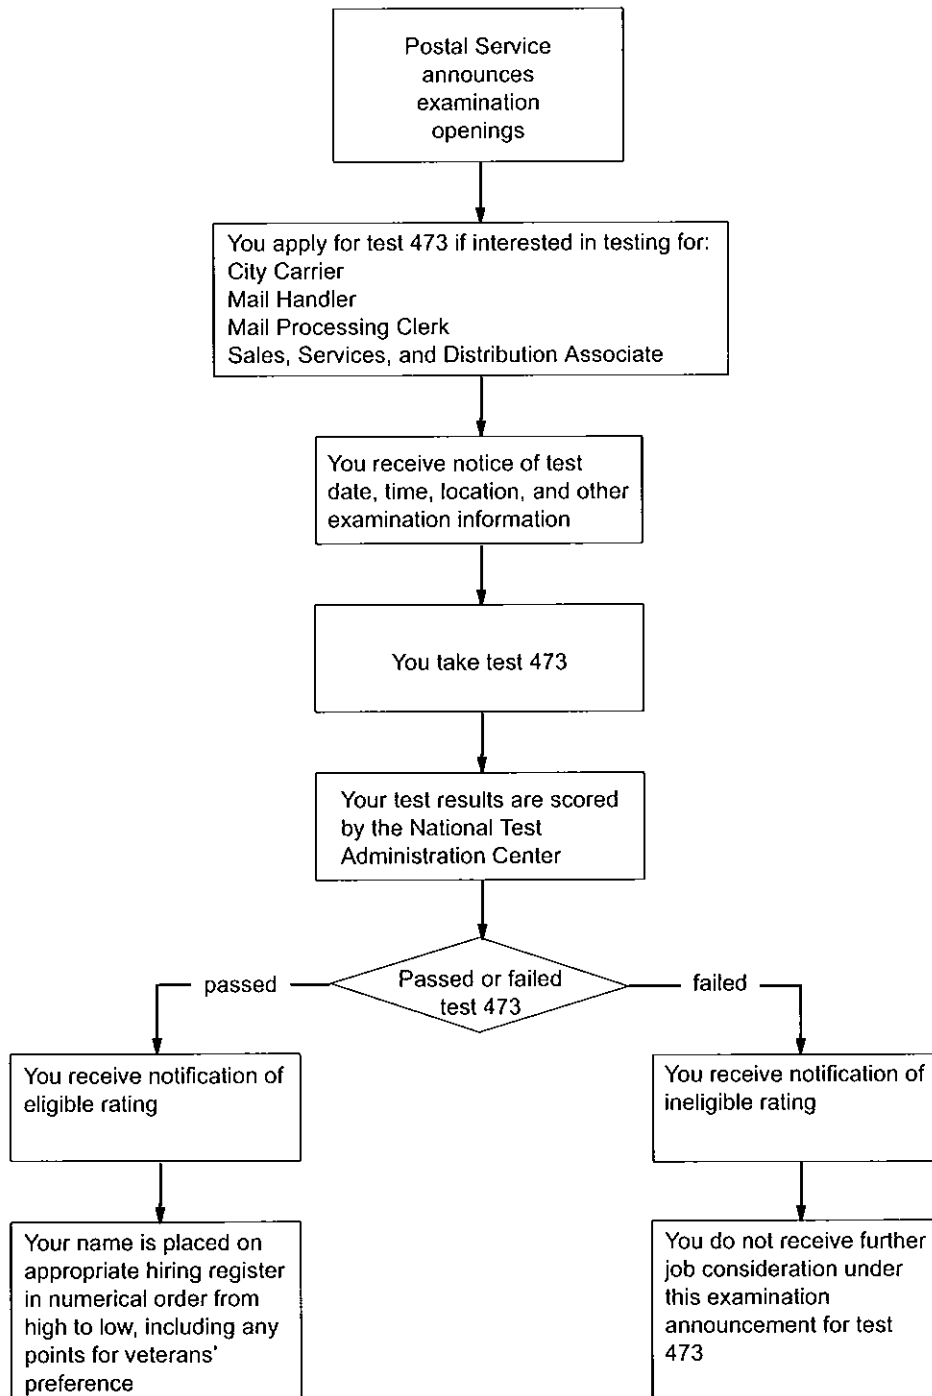 Postal Service
announces
examination
openings
You apply for test 473 if interested in testing for:
City Carrier
Mail Handler
Mail Processing Clerk
Sales, Services, and Distribution Associate
You receive notice of test
date, time, location, and other
examination information
You take test 473
Your test results are scored
by the National Test
Administration Center
Passed or failed
test 473
passed
failed
You receive notification of
eligible rating
You receive notification of
ineligible rating
Your name is placed on
appropriate hiring register
in numerical order from
high to low, including any
points for veterans'
preference
You do not receive further
job consideration under
this examination
announcement for test
473